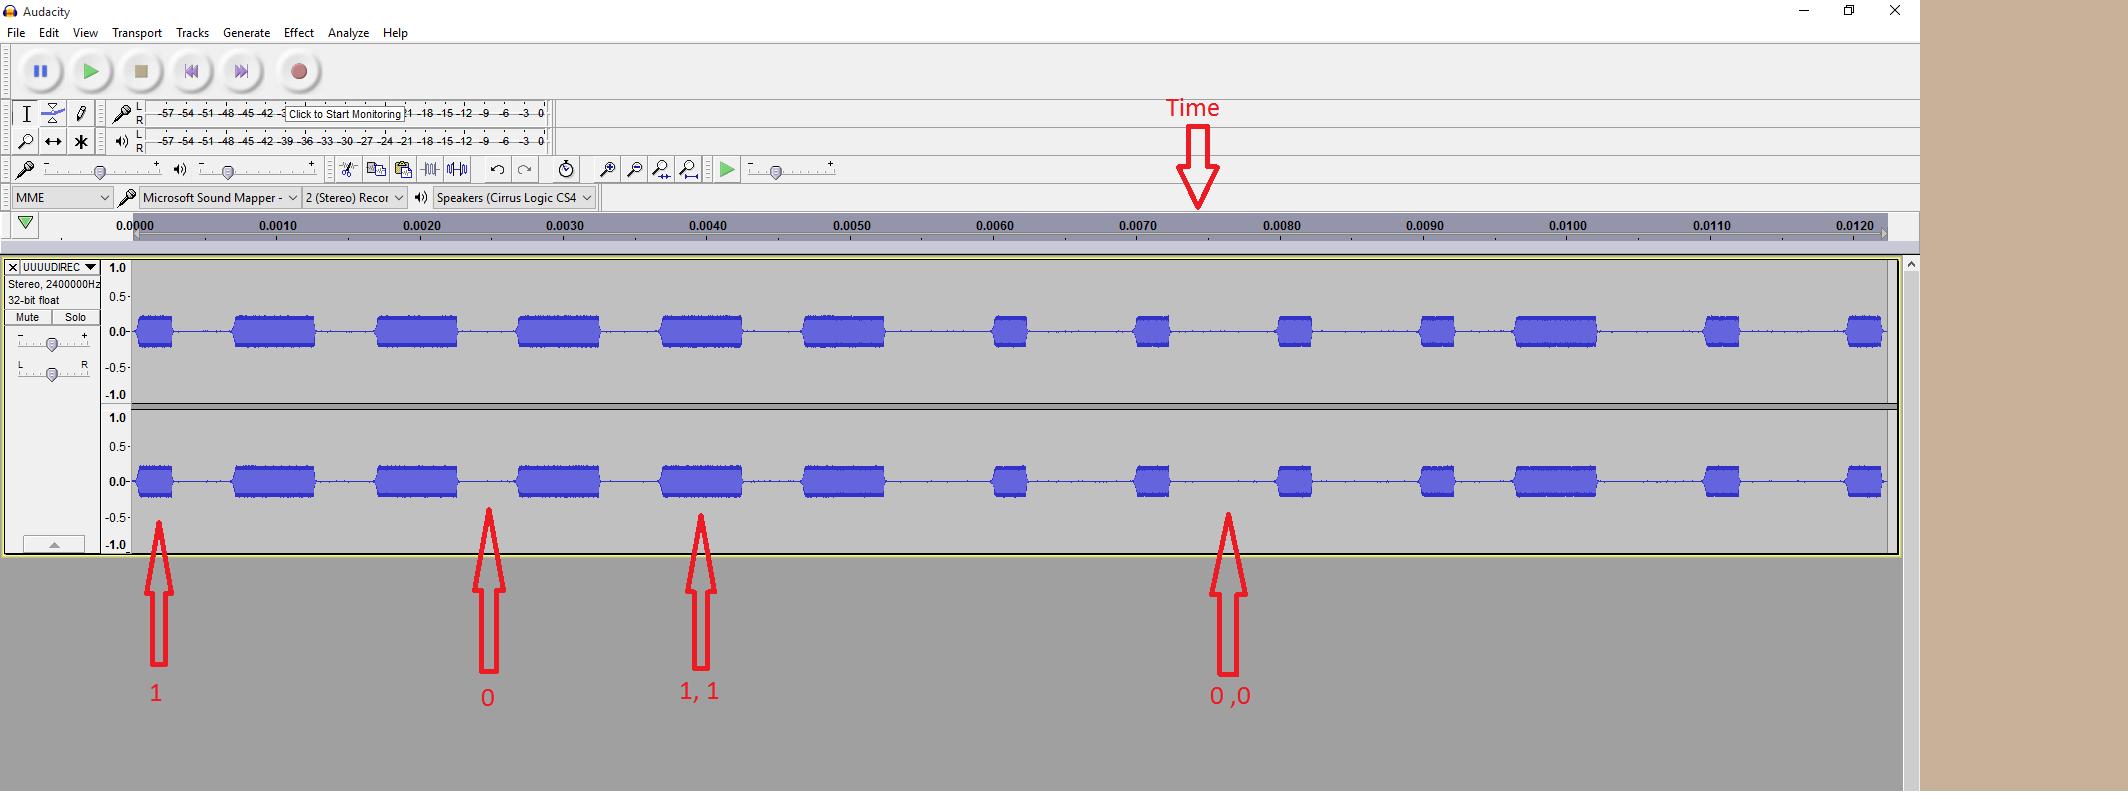 Audacity
File Edit View Transport Tracks Generate Effect Analyze Help
L
R
-57 -54 -51 -48 -45 -42 -3 Click to Start Monitoring 21 -18 -15 -12 -9 -6 -3 0
L
R
-57 -54 -51 -48 -45 -42 -39 -36 -33 -30 -27 -24 -21 -18 -15 -12 -9 -6 -3 0
Time
- + - + - +
MME Microsoft Sound Mapper - 2 (Stereo) Recor Speakers (Cirrus Logic CS4
0.0000 0.0010 0.0020 0.0030 0.0040 0.0050 0.0060 0.0070 0.0080 0.0090 0.0100 0.0110 0.0120
UUUUDIREC
Stereo, 2400000Hz
32-bit float
Mute Solo
- +
L R
1.0
0.5-
0.0-
-0.5-
-1.0
1.0
0.5-
0.0-
-0.5-
-1.0
1 0 1, 1 0 ,0